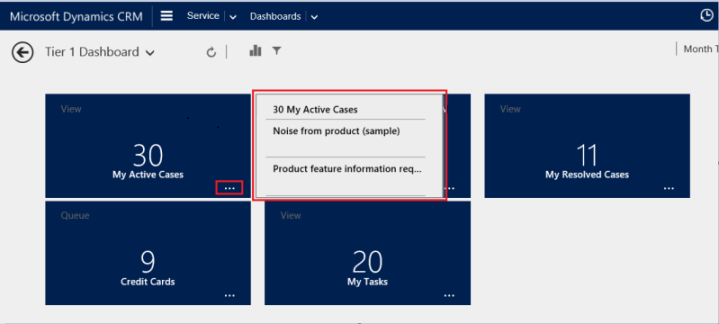 Microsoft Dynamics CRM Service Dashboards
Tier 1 Dashboard
Month
View
30
My Active Cases
...
30 My Active Cases
Noise from product (sample)
Product feature information req...
...
View
11
My Resolved Cases
...
Queue
9
Credit Cards
...
View
20
My Tasks
...